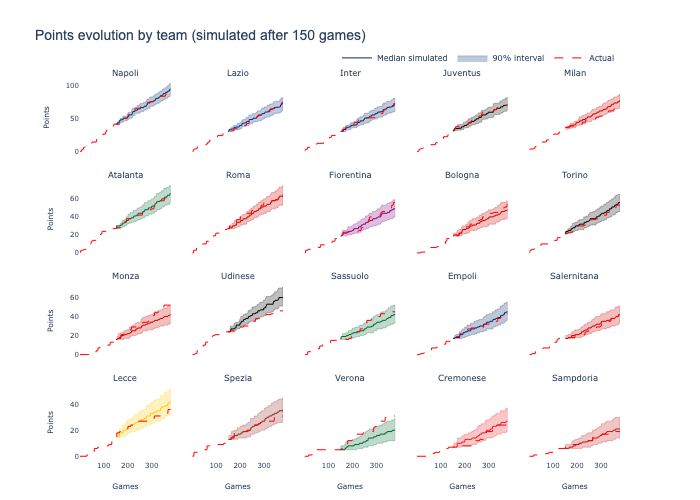 Points evolution by team (simulated after 150 games)
Median simulated 90% interval Actual
Napoli Lazio Inter Juventus Milan
100
50
0
Points
Atalanta Roma Fiorentina Bologna Torino
60
40
20
0
Points
Monza Udinese Sassuolo Empoli Salernitana
60
40
20
0
Points
Lecce Spezia Verona Cremonese Sampdoria
40
20
0
Points
100 200 300 100 200 300 100 200 300 100 200 300 100 200 300
Games Games Games Games Games